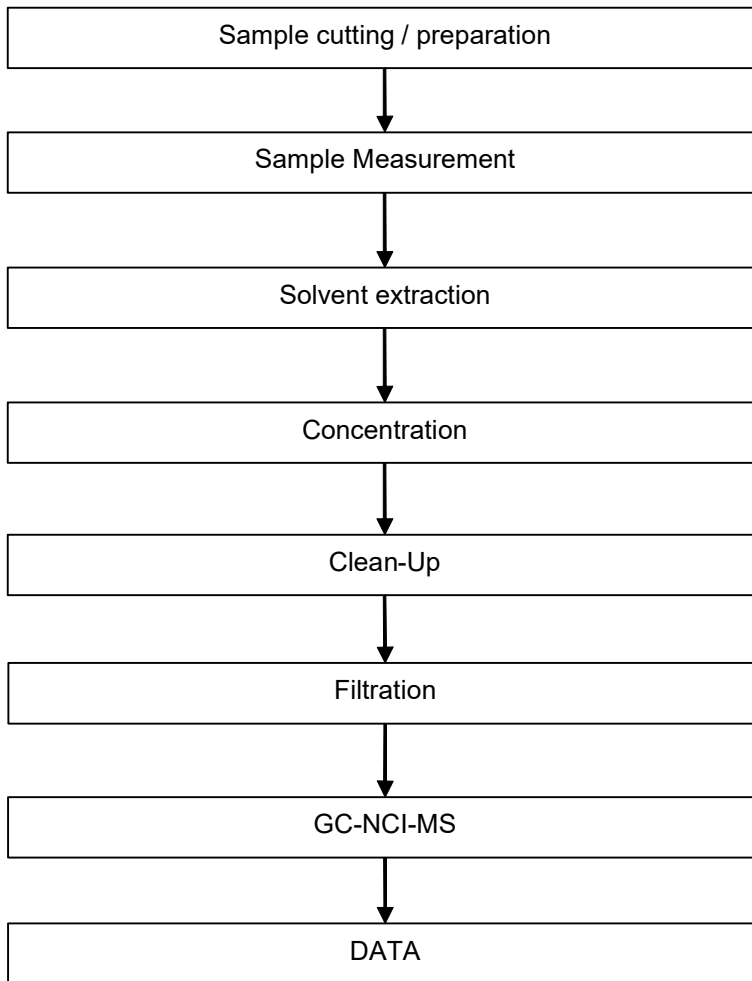 Sample cutting / preparation
Sample Measurement
Solvent extraction
Concentration
Clean-Up
Filtration
GC-NCI-MS
DATA